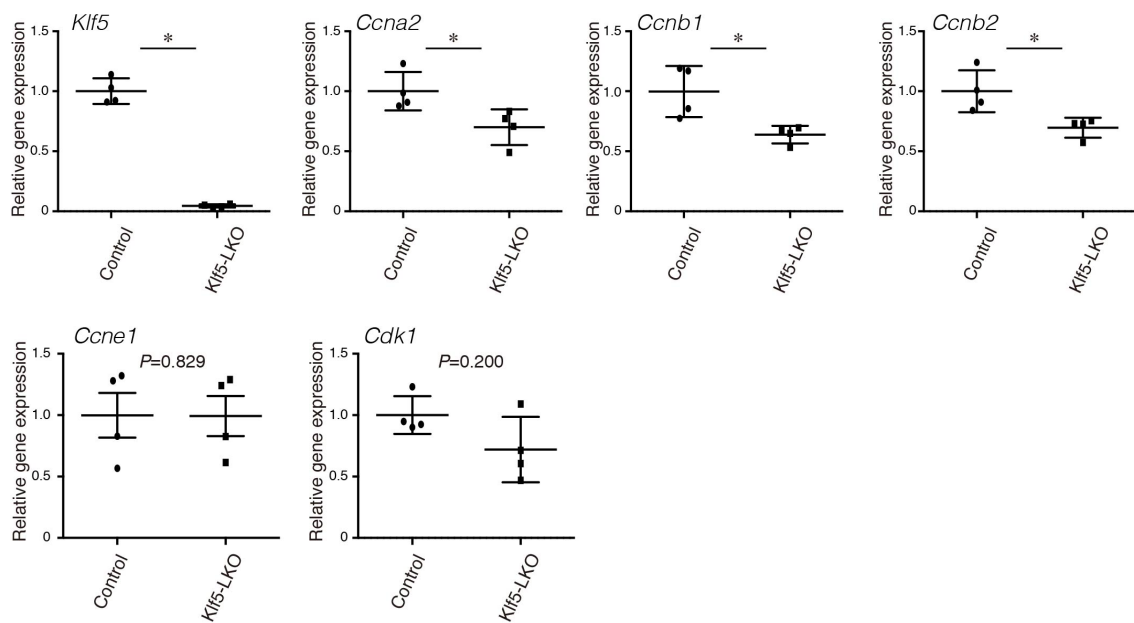 Klf5
Relative gene expression
1.5
1.0
0.5
0
*
Control
Klf5-LKO
Ccna2
Relative gene expression
1.5
1.0
0.5
0
*
Control
Klf5-LKO
Ccnb1
Relative gene expression
1.5
1.0
0.5
0
*
Control
Klf5-LKO
Ccnb2
Relative gene expression
1.5
1.0
0.5
0
*
Control
Klf5-LKO
Ccne1
Relative gene expression
1.5
1.0
0.5
0
P=0.829
Control
Klf5-LKO
Cdk1
Relative gene expression
1.5
1.0
0.5
0
P=0.200
Control
Klf5-LKO